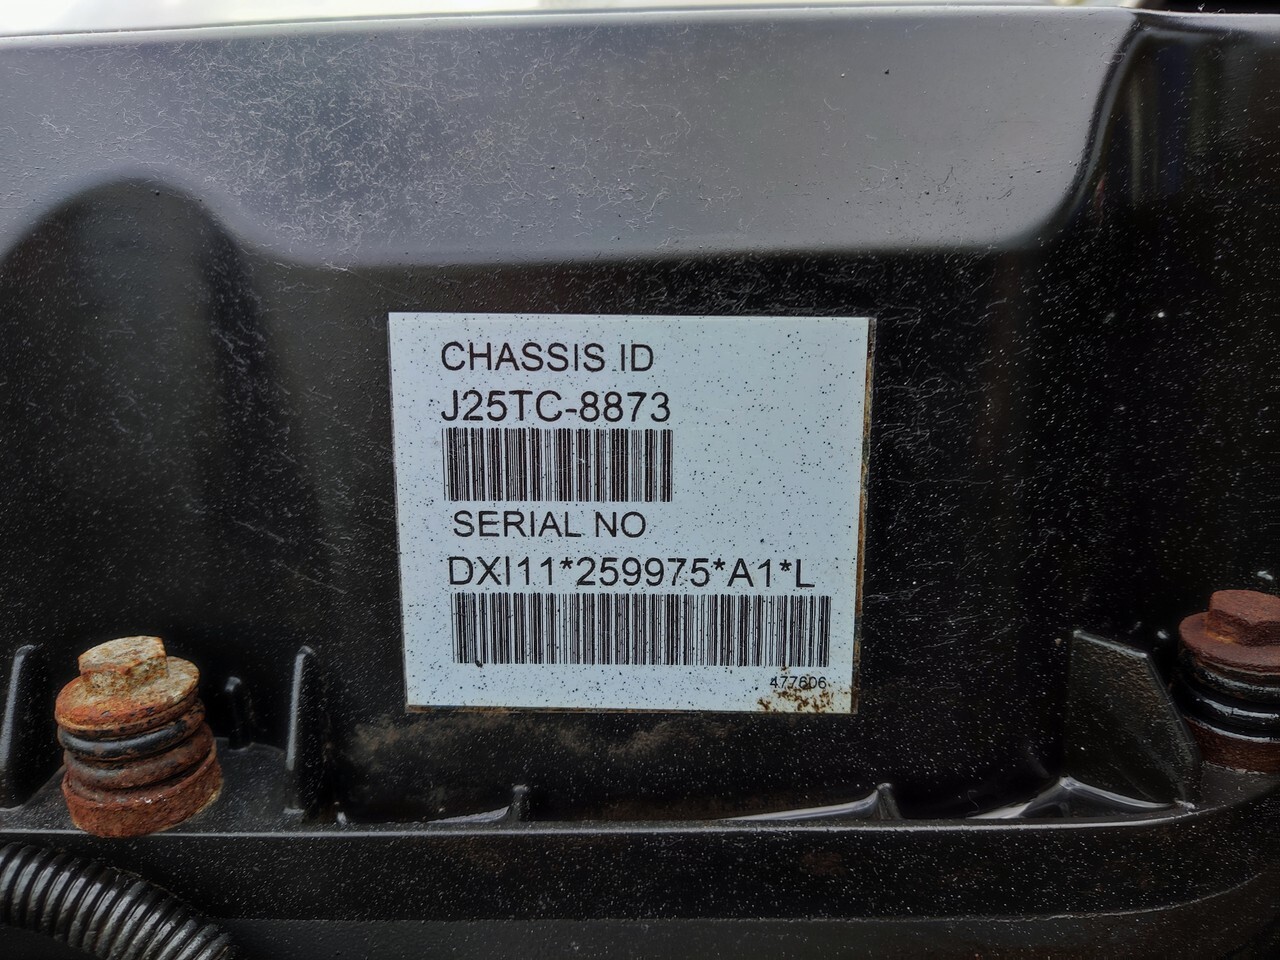 CHASSIS ID
J25TC-8873
SERIAL NO
DXI11*259975*A1*L
477606